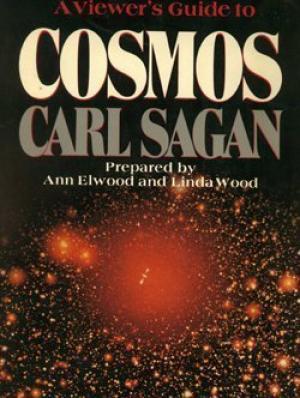 A Viewer's Guide to
COSMOS
CARL SAGAN
Prepared by
Ann Elwood and Linda Wood